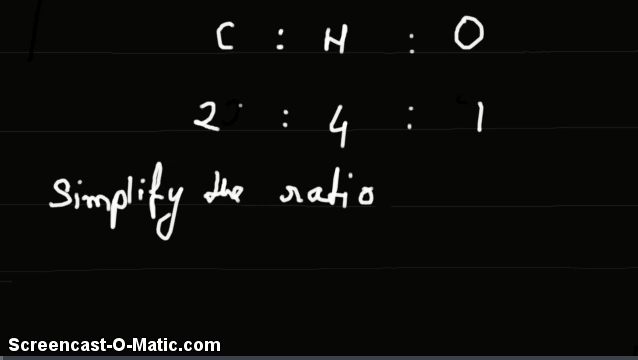 C : H : O
2 : 4 : 1
Simplify the ratio
Screencast-O-Matic.com